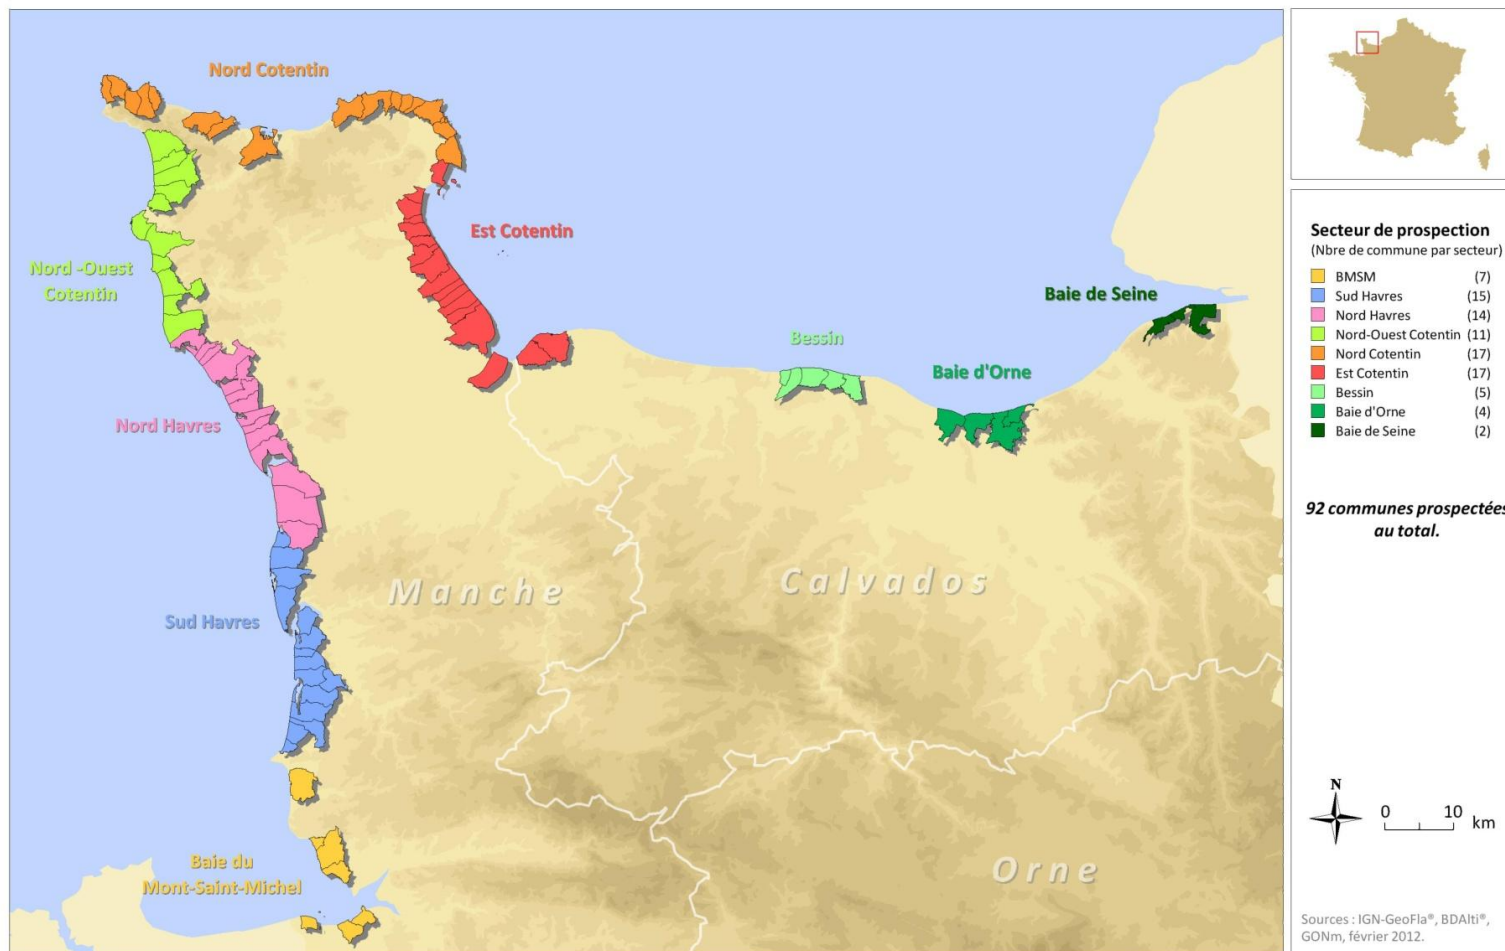 Nord Cotentin
Est Cotentin
Nord -Ouest
Cotentin
Baie de Seine
Bessin
Baie d'Orne
Nord Havres
Manche
Calvados
Sud Havres
Orne
Baie du
Mont-Saint-Michel
Secteur de prospection
(Nbre de commune par secteur)
BMSM (7)
Sud Havres (15)
Nord Havres (14)
Nord-Ouest Cotentin (11)
Nord Cotentin (17)
Est Cotentin (17)
Bessin (5)
Baie d'Orne (4)
Baie de Seine (2)
92 communes prospectées
au total.
N
0 10
km
Sources : IGN-GeoFla®, BDAlti®,
GONm, février 2012.